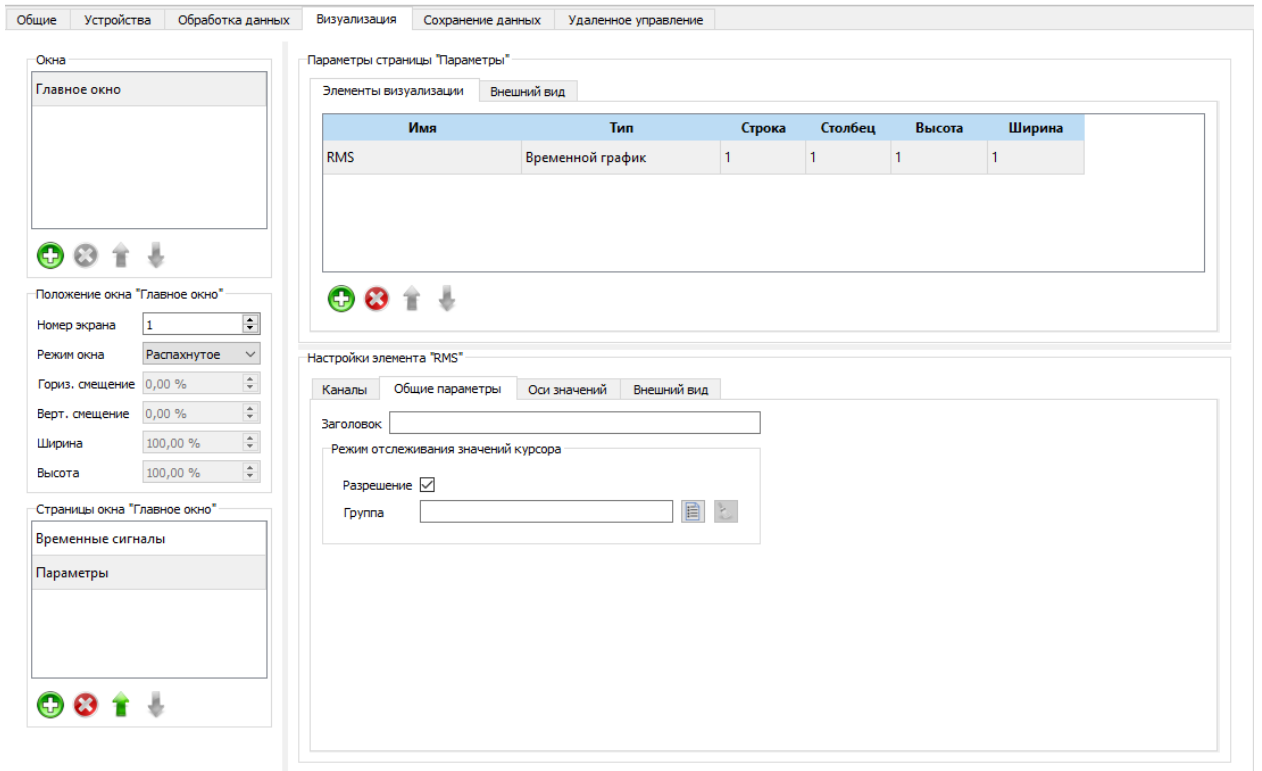 Общие Устройства Обработка данных Визуализация Сохранение данных Удаленное управление
Окна
Главное окно
Положение окна "Главное окно"
Номер экрана 1
Режим окна Распахнутое
Гориз. смещение 0,00 %
Верт. смещение 0,00 %
Ширина 100,00 %
Высота 100,00 %
Страницы окна "Главное окно"
Временные сигналы
Параметры
Параметры страницы "Параметры"
Элементы визуализации Внешний вид
Имя Тип Строка Столбец Высота Ширина
RMS Временной график 1 1 1 1
Настройки элемента "RMS"
Каналы Общие параметры Оси значений Внешний вид
Заголовок
Режим отслеживания значений курсора
Разрешение
Группа